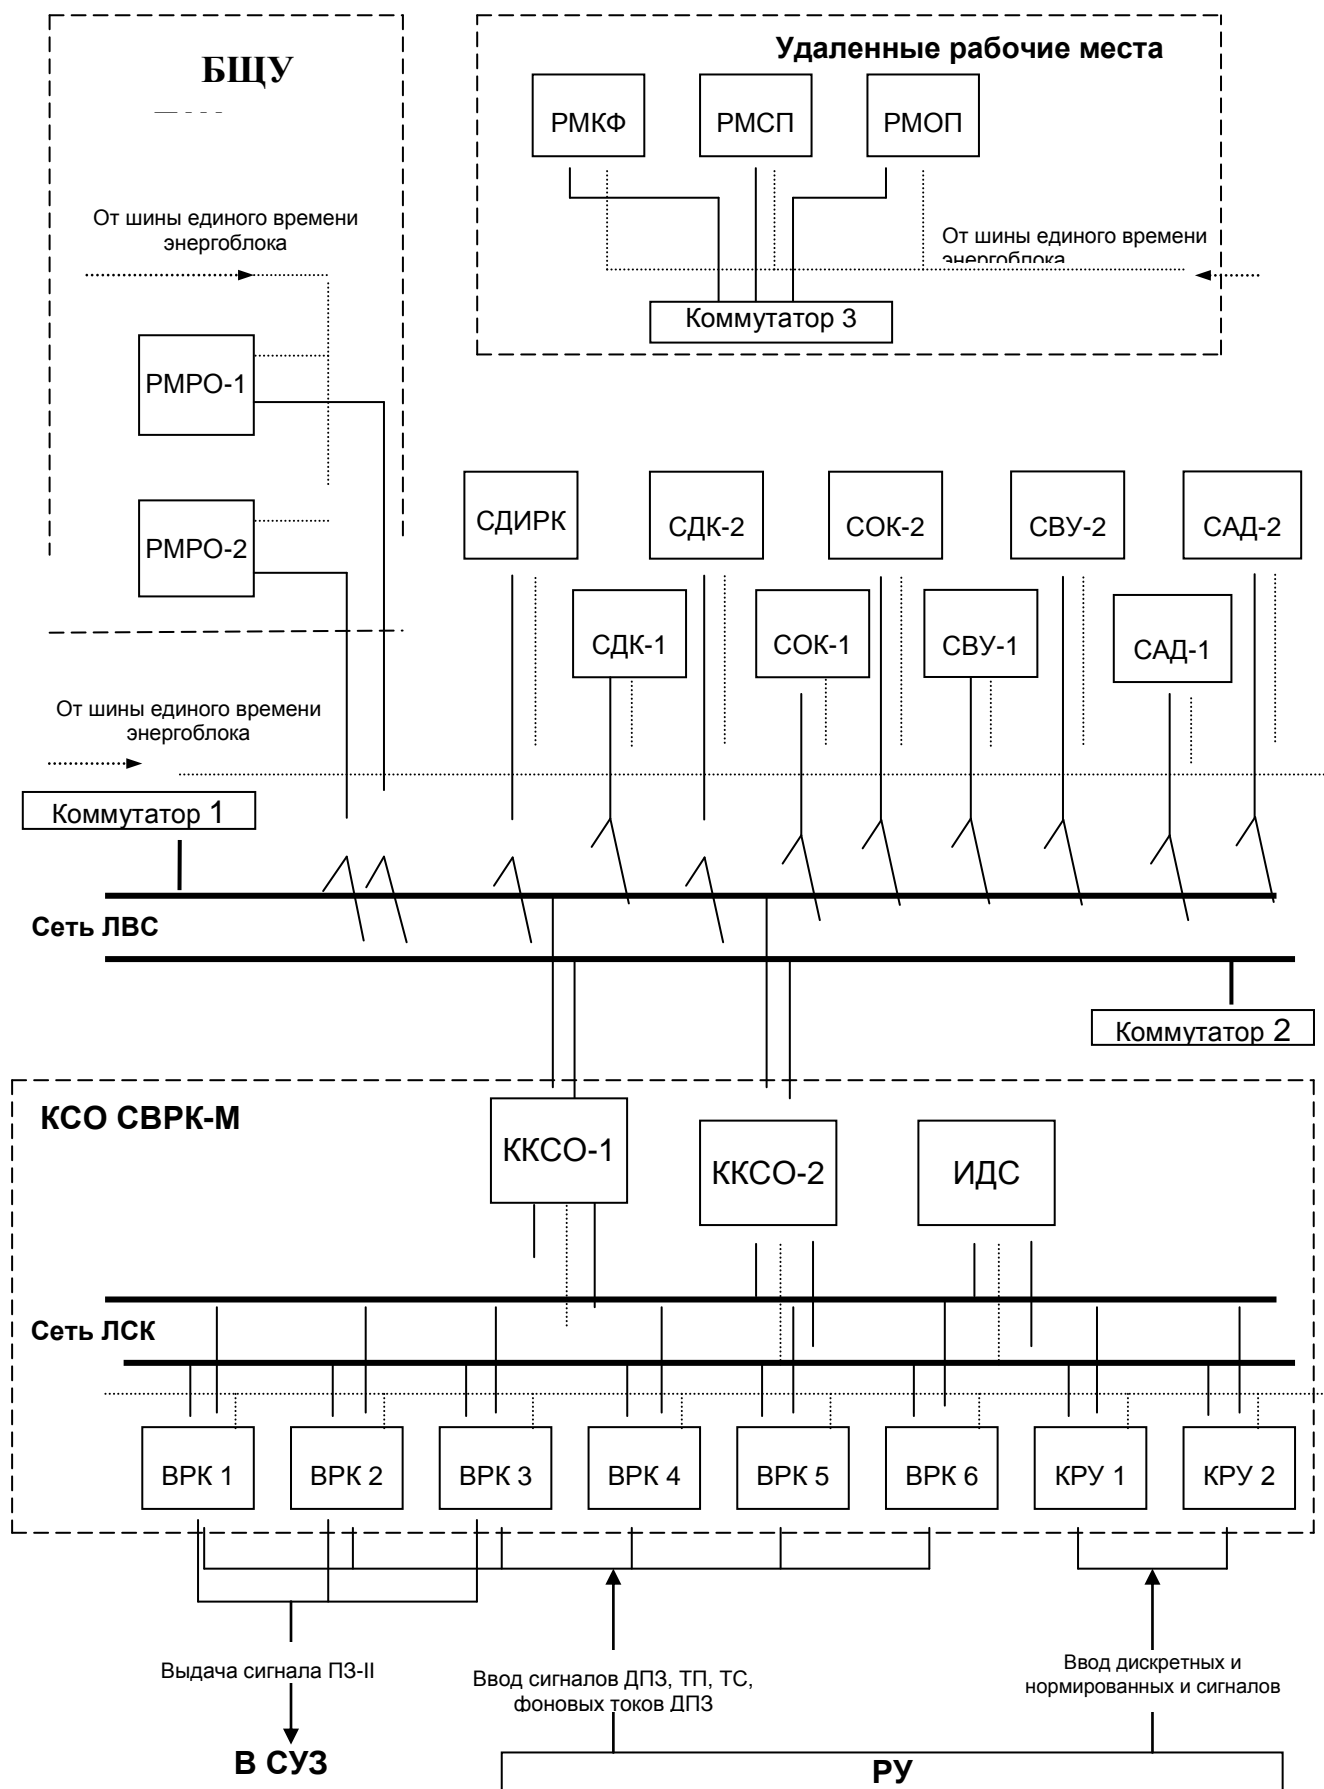 БЩУ
Удаленные рабочие места
РМКФ
РМСП
РМОП
От шины единого времени
энергоблока
От шины единого времени
энергоблока
Коммутатор 3
РМРО-1
РМРО-2
СДИРК
СДК-2
СОК-2
СВУ-2
САД-2
СДК-1
СОК-1
СВУ-1
САД-1
От шины единого времени
энергоблока
Коммутатор 1
Сеть ЛВС
Коммутатор 2
КСО СВРК-М
ККСО-1
ККСО-2
ИДС
Сеть ЛСК
ВРК 1
ВРК 2
ВРК 3
ВРК 4
ВРК 5
ВРК 6
КРУ 1
КРУ 2
Выдача сигнала ПЗ-II
Ввод сигналов ДПЗ, ТП, ТС,
фоновых токов ДПЗ
Ввод дискретных и
нормированных и сигналов
В СУЗ
РУ